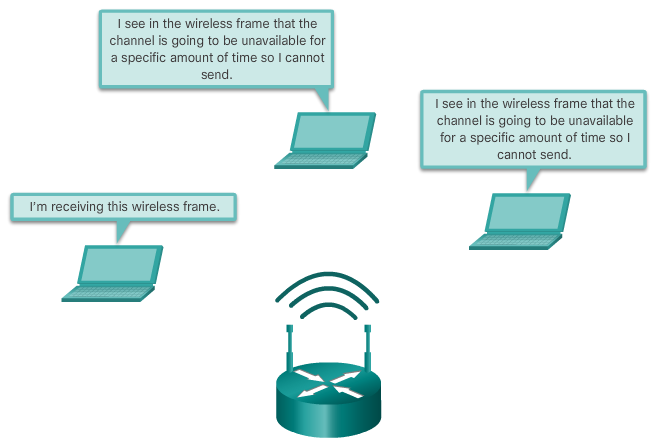 I see in the wireless frame that the
channel is going to be unavailable for
a specific amount of time so I cannot
send.
I see in the wireless frame that the
channel is going to be unavailable
for a specific amount of time so I
cannot send.
I'm receiving this wireless frame.